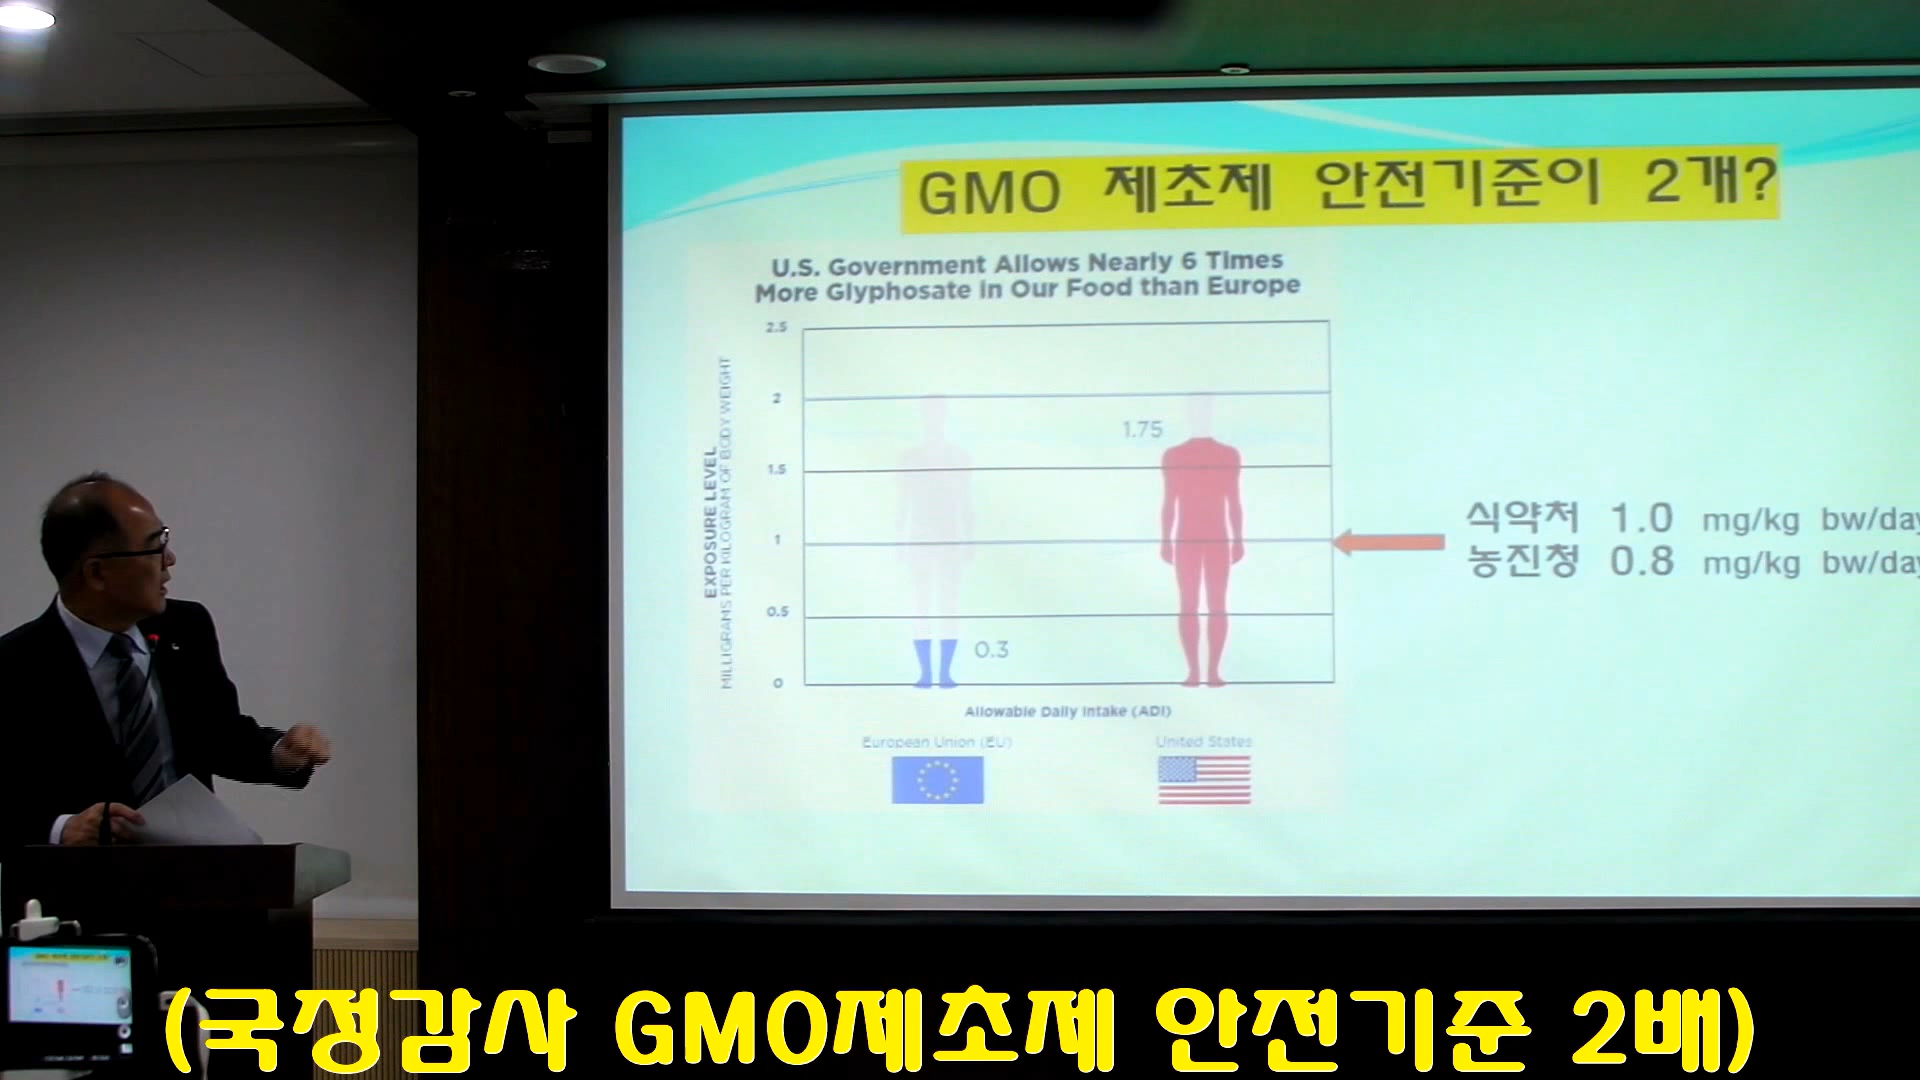 GMO 제초제 안전기준이 2개?
U.S. Government Allows Nearly 6 Times
More Glyphosate in Our Food than Europe
EXPOSURE LEVEL
MILLIGRAMS PER KILOGRAM OF BODY WEIGHT
2.5
2
1.5
1
0.5
0
1.75
0.3
식약처 1.0 mg/kg bw/day
농진청 0.8 mg/kg bw/day
Allowable Daily Intake (ADI)
European Union (EU)
United States
(국정감사 GMO제초제 안전기준 2배)